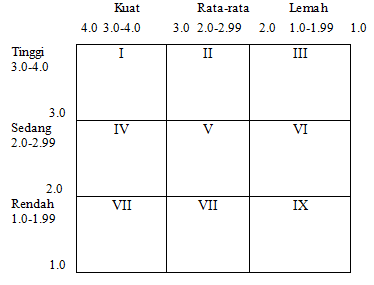 Kuat Rata-rata Lemah
4.0 3.0-4.0 3.0 2.0-2.99 2.0 1.0-1.99 1.0
Tinggi I II III
3.0-4.0
3.0
Sedang IV V VI
2.0-2.99
2.0
Rendah VII VII IX
1.0-1.99
1.0